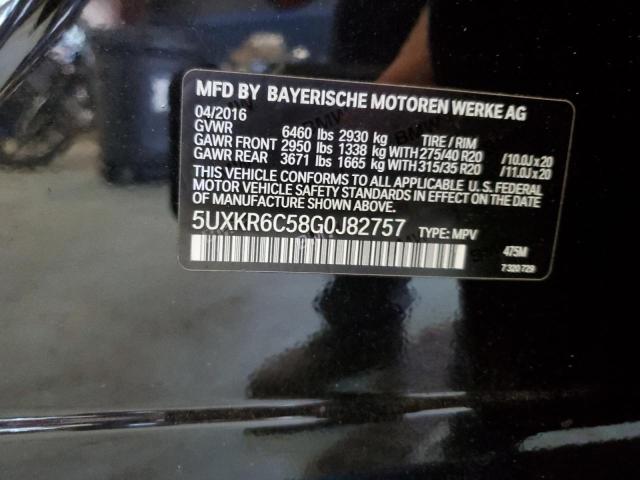 MFD BY BAYERISCHE MOTOREN WERKE AG
04/2016
GVWR 6460 lbs 2930 kg TIRE / RIM
GAWR FRONT 2950 lbs 1338 kg WITH 275/40 R20 /10.0J x 20
GAWR REAR 3671 lbs 1665 kg WITH 315/35 R20 /11.0J x 20
THIS VEHICLE CONFORMS TO ALL APPLICABLE U.S. FEDERAL
MOTOR VEHICLE SAFETY STANDARDS IN EFFECT ON THE DATE
OF MANUFACTURE SHOWN ABOVE.
5UXKR6C58G0J82757 TYPE: MPV
475M
7 320 729